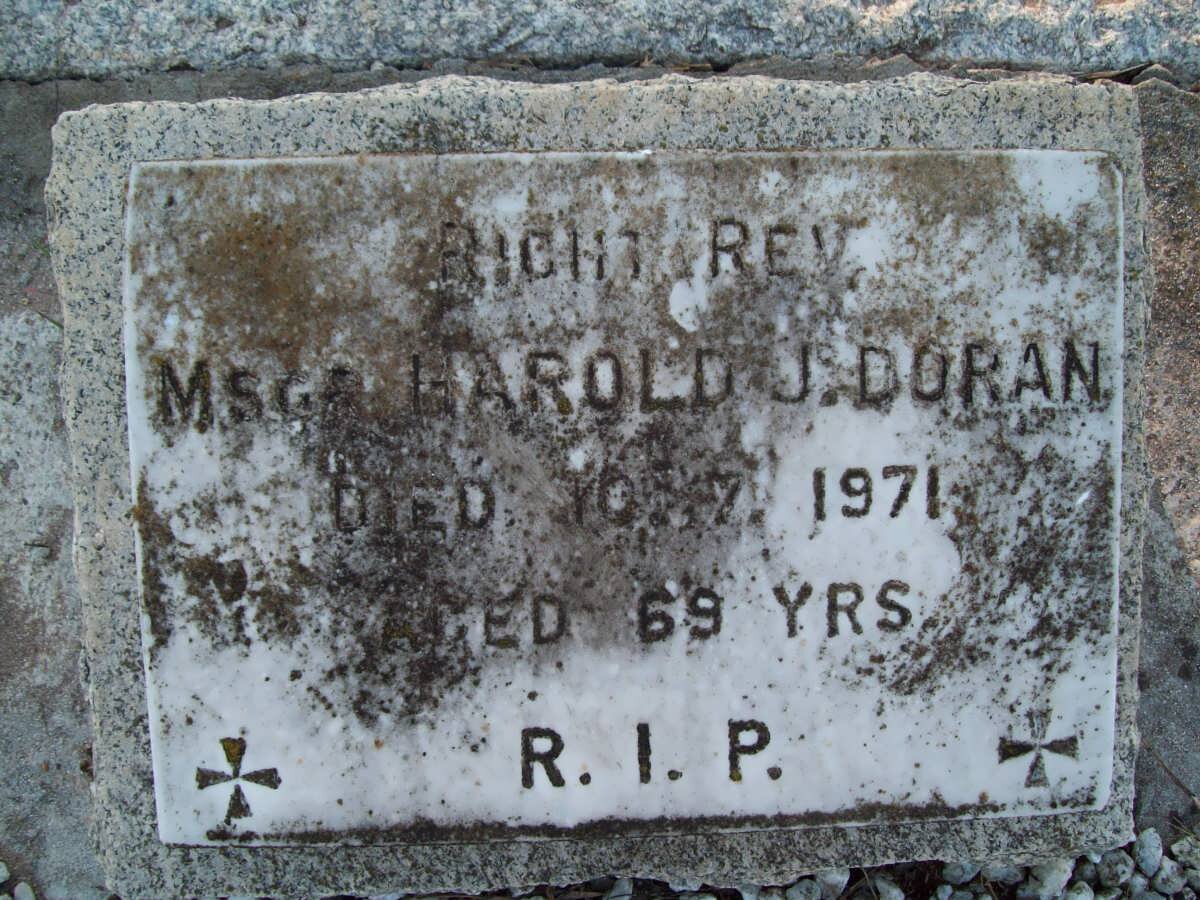 RIGHT REV.
MSGR HAROLD J. DORAN
DIED 10.7.1971
AGED 69 YRS
R.I.P.